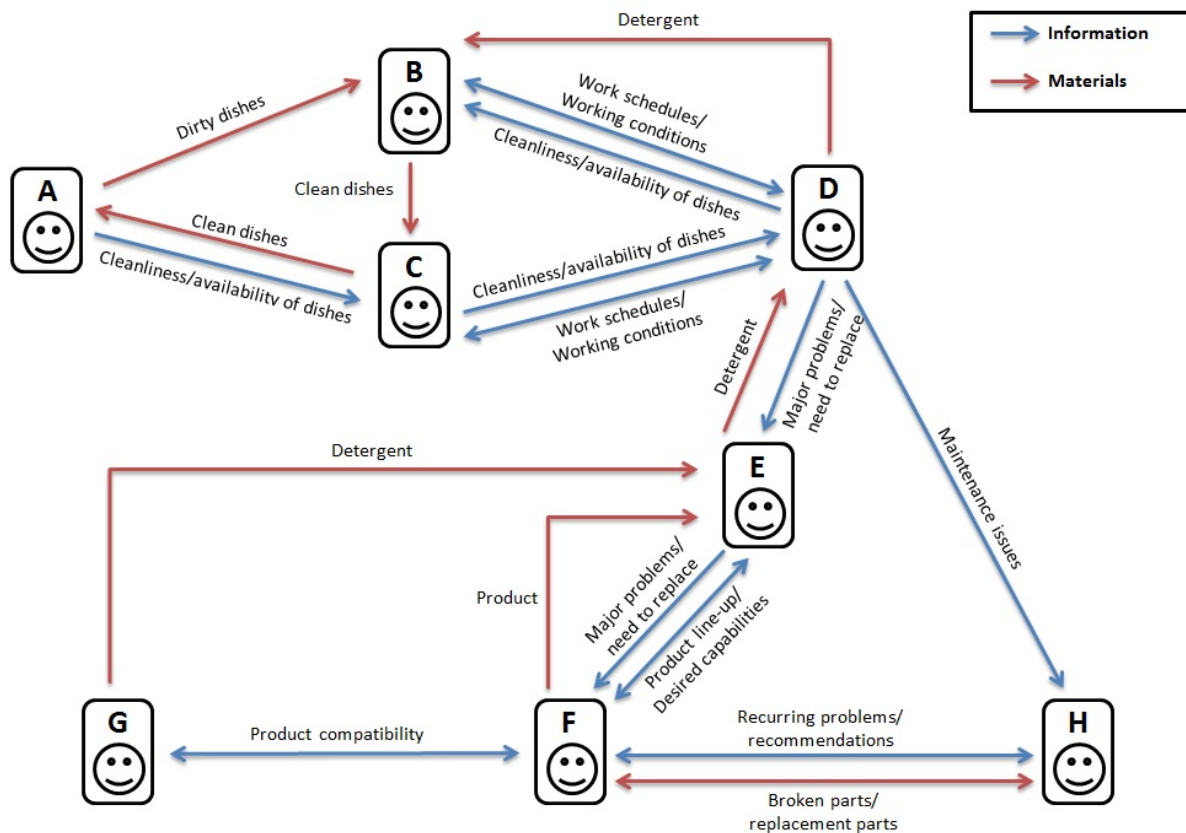 Detergent
Information
Materials
B
Work schedules/
Working conditions
Dirty dishes
Cleanliness/availability of dishes
A
Clean dishes
D
Clean dishes
C
Cleanliness/availability of dishes
Cleanliness/availability of dishes
Work schedules/
Working conditions
Detergent
Major problems/
need to replace
Maintenance issues
Detergent
E
Product
Major problems/
need to replace
Product line-up/
Desired capabilities
G
Product compatibility
F
Recurring problems/
recommendations
H
Broken parts/
replacement parts